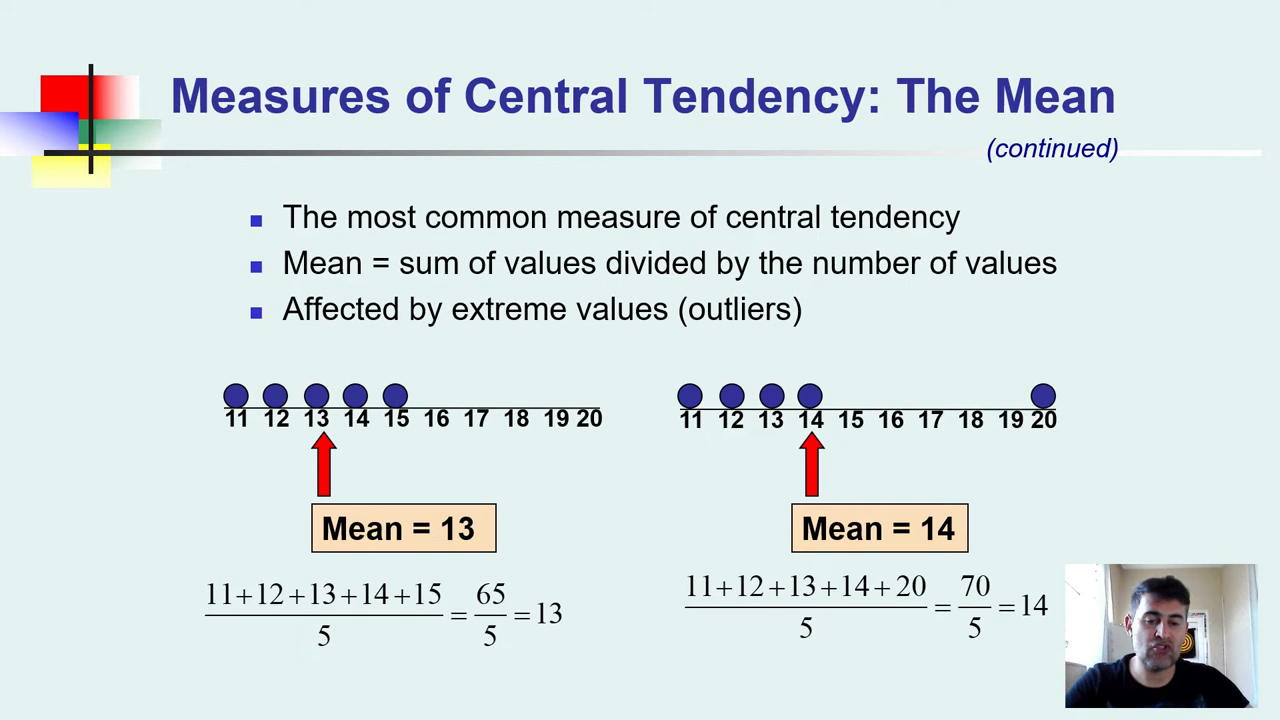 Measures of Central Tendency: The Mean
(continued)
The most common measure of central tendency
Mean = sum of values divided by the number of values
Affected by extreme values (outliers)
11 12 13 14 15 16 17 18 19 20
11 12 13 14 15 16 17 18 19 20
Mean = 13
Mean = 14
11+12+13+14+15
5
= 65
5
= 13
11+12+13+14+20
5
= 70
5
= 14